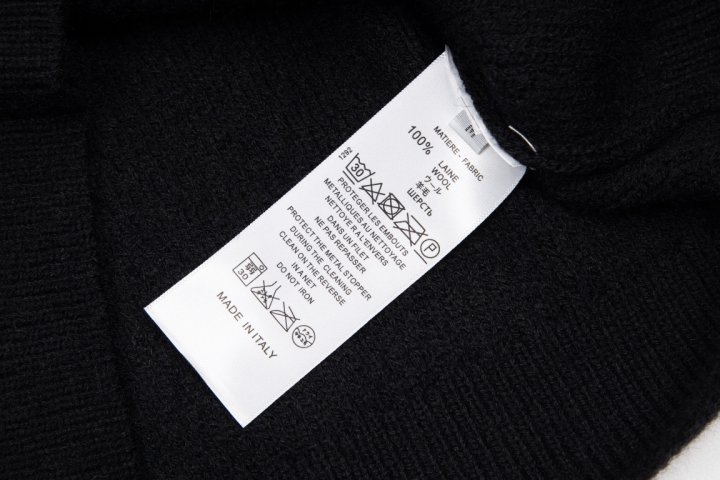 MATIERE - FABRIC
100% LAINE
WOOL
ウール
羊毛
ШЕРСТЬ
1292
30 P
PROTEGER LES EMBOUTS
METALLIQUES AU NETTOYAGE
NETTOYER A L'ENVERS
DANS UN FILET
NE PAS REPASSER
PROTECT THE METAL STOPPER
DURING THE CLEANING
CLEAN ON THE REVERSE
IN A NET
DO NOT IRON
30
MADE IN ITALY